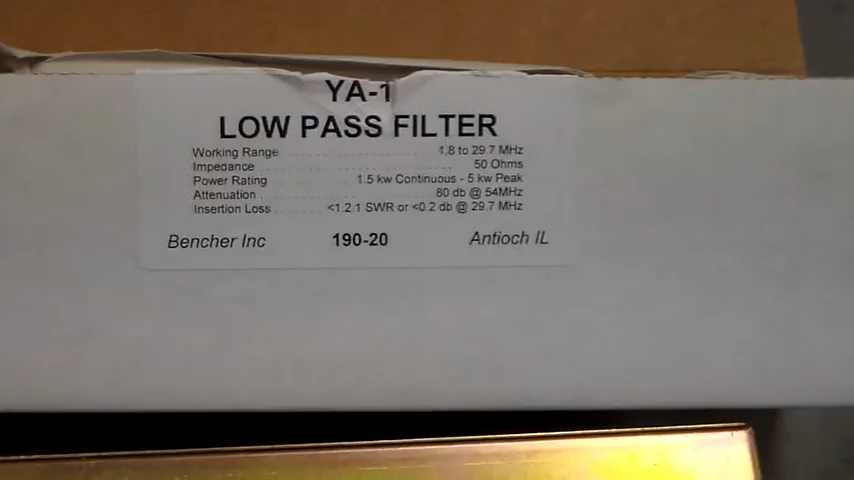 YA-1
LOW PASS FILTER
Working Range ........ 1.8 to 29.7 MHz
Impedance ........ 50 Ohms
Power Rating ........ 1.5 kw Continuous - 5 kw Peak
Attenuation ........ 80 db @ 54MHz
Insertion Loss ........ <1.2:1 SWR or <0.2 db @ 29.7 MHz
Bencher Inc 190-20 Antioch IL